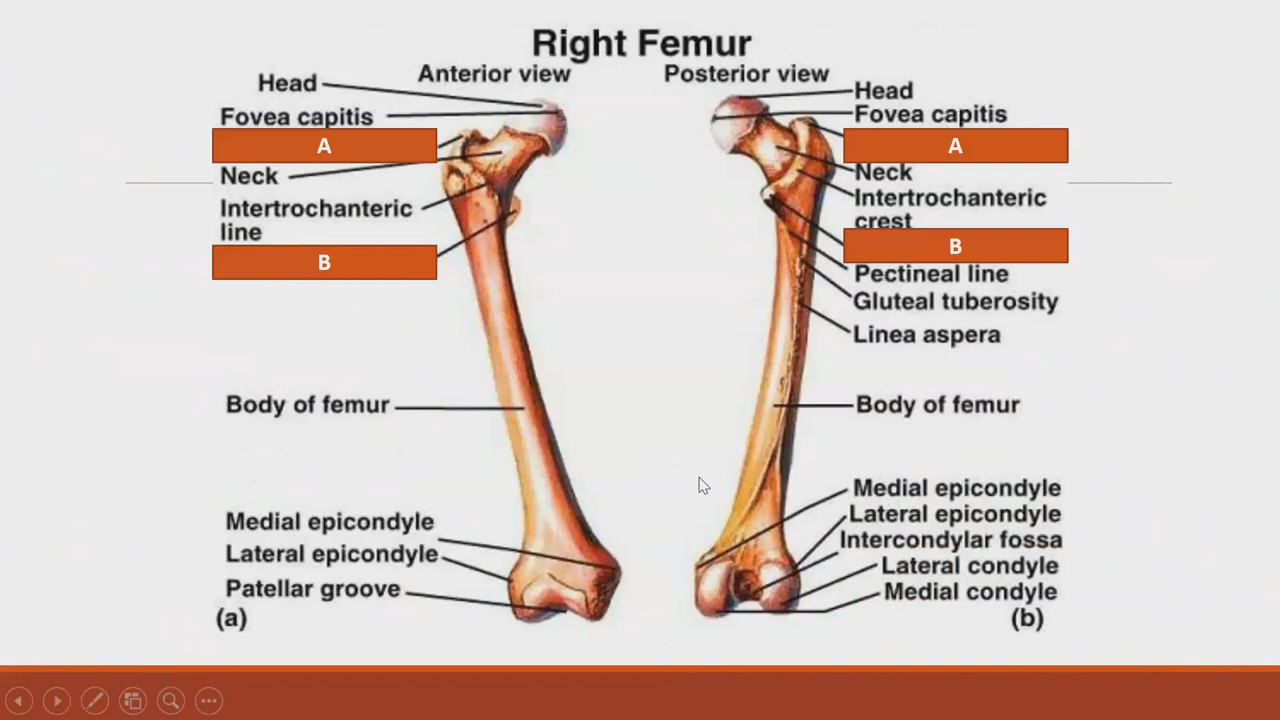 Right Femur
Anterior view
Posterior view
Head
Fovea capitis
A
Neck
Intertrochanteric
line
B
Body of femur
Medial epicondyle
Lateral epicondyle
Patellar groove
(a)
Head
Fovea capitis
A
Neck
Intertrochanteric
crest
B
Pectineal line
Gluteal tuberosity
Linea aspera
Body of femur
Medial epicondyle
Lateral epicondyle
Intercondylar fossa
Lateral condyle
Medial condyle
(b)